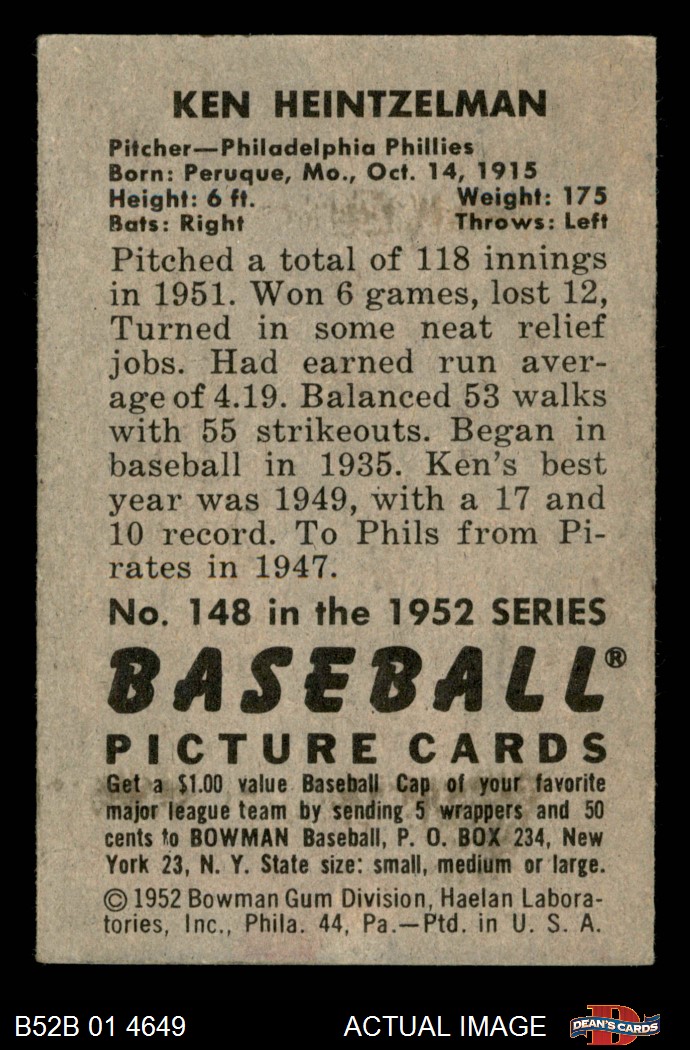 KEN HEINTZELMAN
Pitcher—Philadelphia Phillies
Born: Peruque, Mo., Oct. 14, 1915
Height: 6 ft. Weight: 175
Bats: Right Throws: Left
Pitched a total of 118 innings
in 1951. Won 6 games, lost 12,
Turned in some neat relief
jobs. Had earned run aver-
age of 4.19. Balanced 53 walks
with 55 strikeouts. Began in
baseball in 1935. Ken's best
year was 1949, with a 17 and
10 record. To Phils from Pi-
rates in 1947.
No. 148 in the 1952 SERIES
BASEBALL®
PICTURE CARDS
Get a $1.00 value Baseball Cap of your favorite
major league team by sending 5 wrappers and 50
cents to BOWMAN Baseball, P. O. BOX 234, New
York 23, N. Y. State size: small, medium or large.
© 1952 Bowman Gum Division, Haelan Labora-
tories, Inc., Phila. 44, Pa.—Ptd. in U. S. A.
B52B 01 4649 ACTUAL IMAGE D DEAN'S CARDS